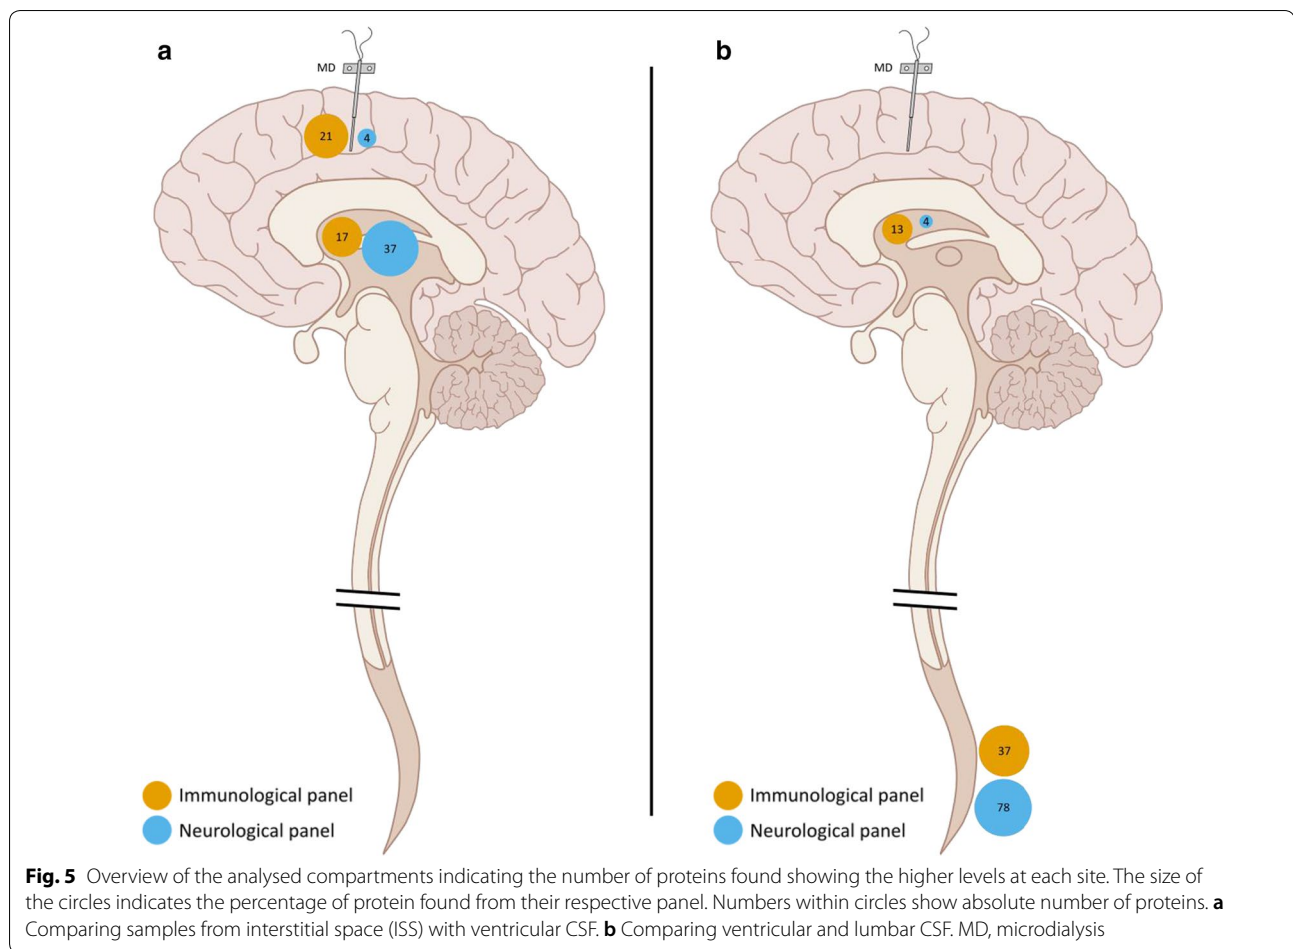 a
MD
21
4
17
37
Immunological panel
Neurological panel
b
MD
13
4
37
78
Immunological panel
Neurological panel
Fig. 5 Overview of the analysed compartments indicating the number of proteins found showing the higher levels at each site. The size of
the circles indicates the percentage of protein found from their respective panel. Numbers within circles show absolute number of proteins. a
Comparing samples from interstitial space (ISS) with ventricular CSF. b Comparing ventricular and lumbar CSF. MD, microdialysis